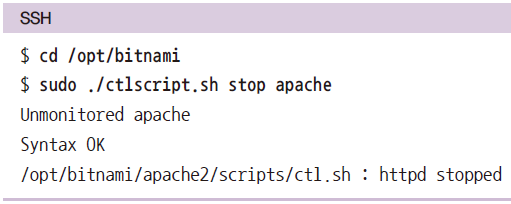 SSH
$ cd /opt/bitnami
$ sudo ./ctlscript.sh stop apache
Unmonitored apache
Syntax OK
/opt/bitnami/apache2/scripts/ctl.sh : httpd stopped